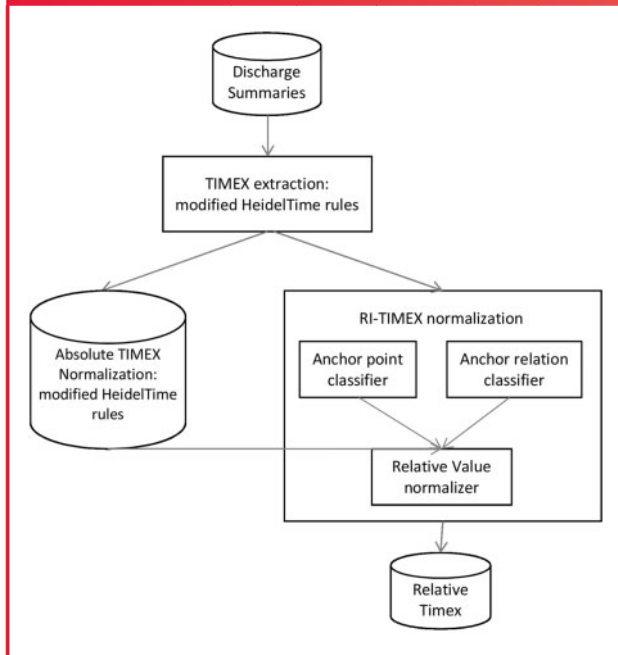 Discharge
Summaries
TIMEX extraction:
modified HeidelTime rules
Absolute TIMEX
Normalization:
modified HeidelTime
rules
RI-TIMEX normalization
Anchor point
classifier
Anchor relation
classifier
Relative Value
normalizer
Relative
Timex